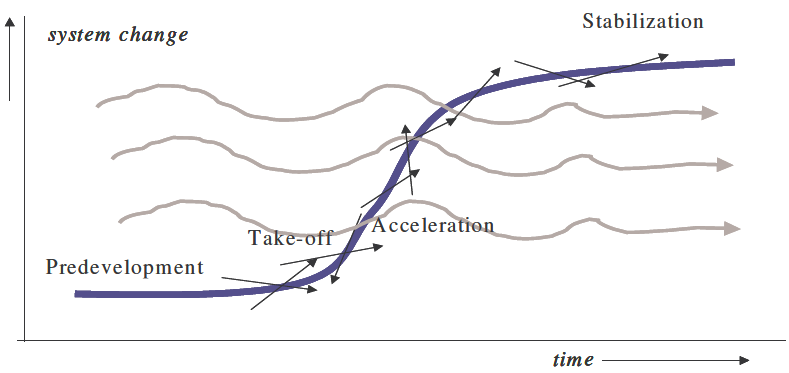 Stabilization
system change
Take-off
Acceleration
Predevelopment
time